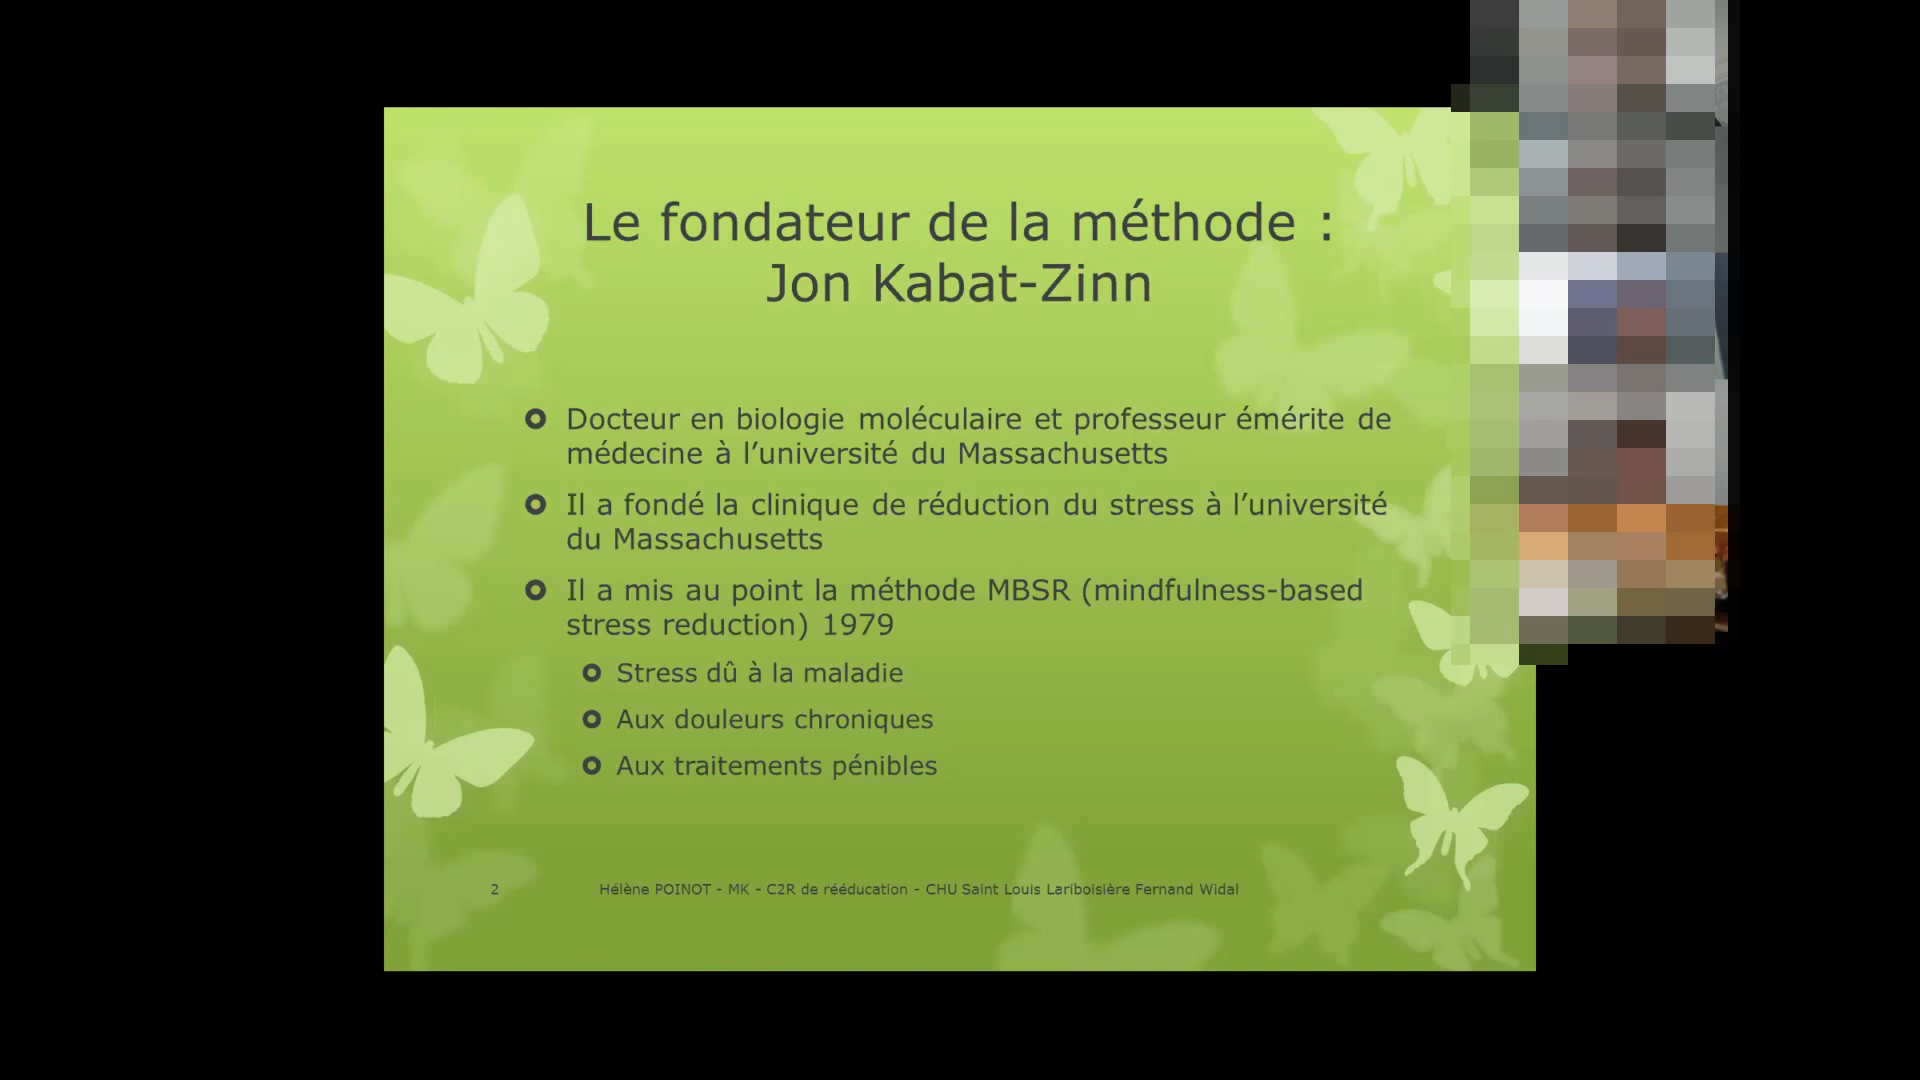 Le fondateur de la méthode :
Jon Kabat-Zinn
Docteur en biologie moléculaire et professeur émérite de
médecine à l’université du Massachusetts
Il a fondé la clinique de réduction du stress à l’université
du Massachusetts
Il a mis au point la méthode MBSR (mindfulness-based
stress reduction) 1979
Stress dû à la maladie
Aux douleurs chroniques
Aux traitements pénibles
2 Hélène POINOT - MK - C2R de rééducation - CHU Saint Louis Lariboisière Fernand Widal